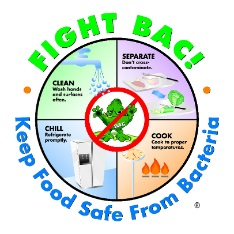 FIGHT BAC!
CLEAN
Wash hands
and surfaces
often.
SEPARATE
Don't cross-
contaminate.
BAC
CHILL
Refrigerate
promptly.
COOK
Cook to proper
temperatures.
Keep Food Safe From Bacteria
®